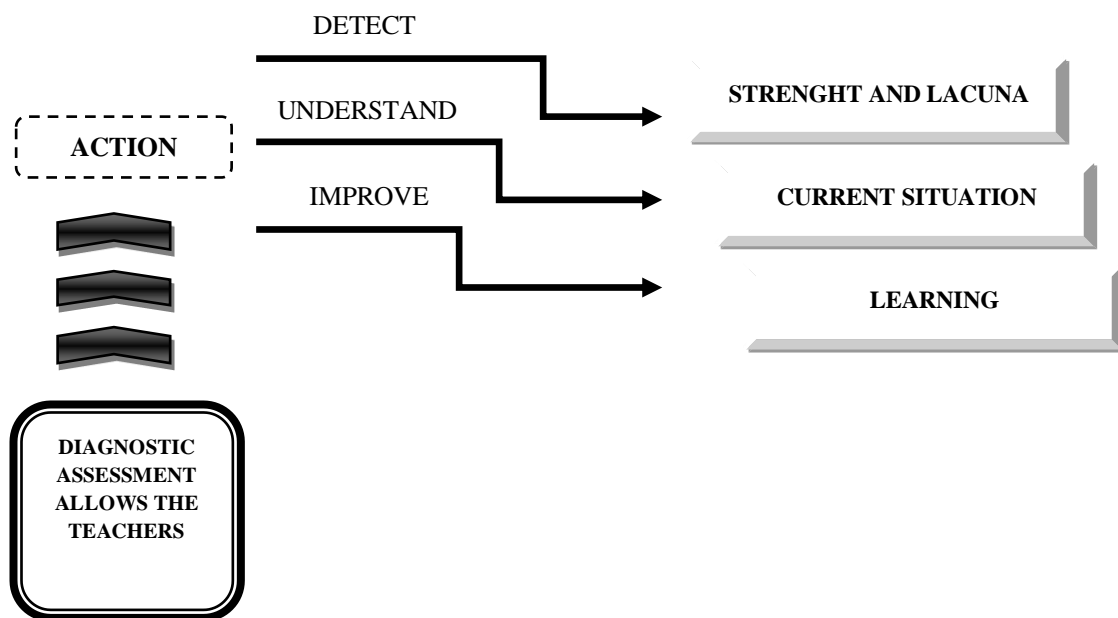 DETECT
STRENGHT AND LACUNA
UNDERSTAND
ACTION
CURRENT SITUATION
IMPROVE
LEARNING
DIAGNOSTIC
ASSESSMENT
ALLOWS THE
TEACHERS